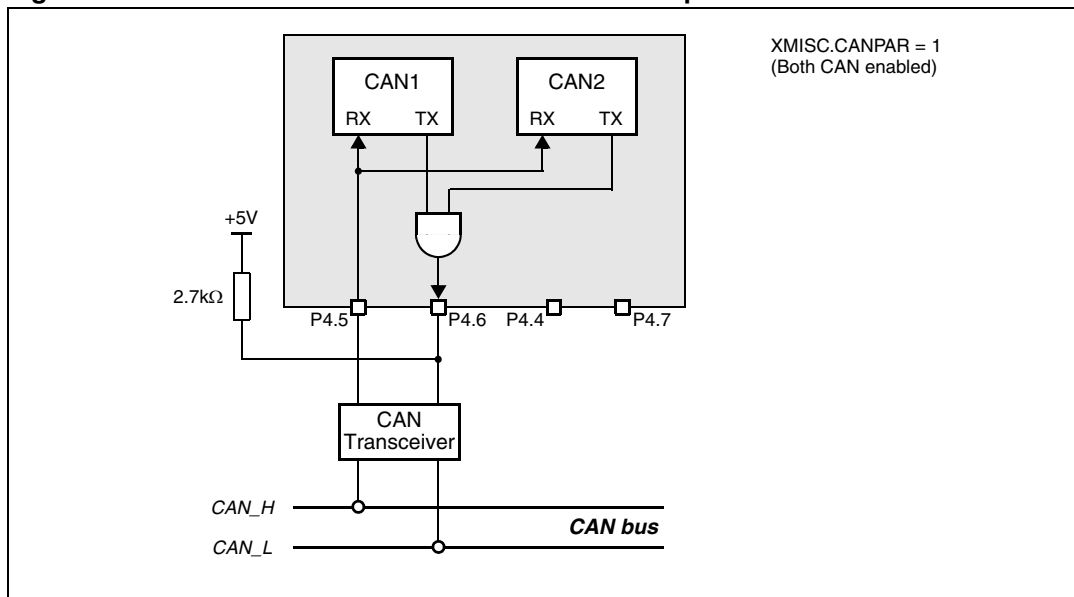 XMISC.CANPAR = 1
(Both CAN enabled)
CAN1
RX TX
CAN2
RX TX
+5V
2.7kΩ
P4.5
P4.6
P4.4
P4.7
CAN
Transceiver
CAN_H
CAN bus
CAN_L